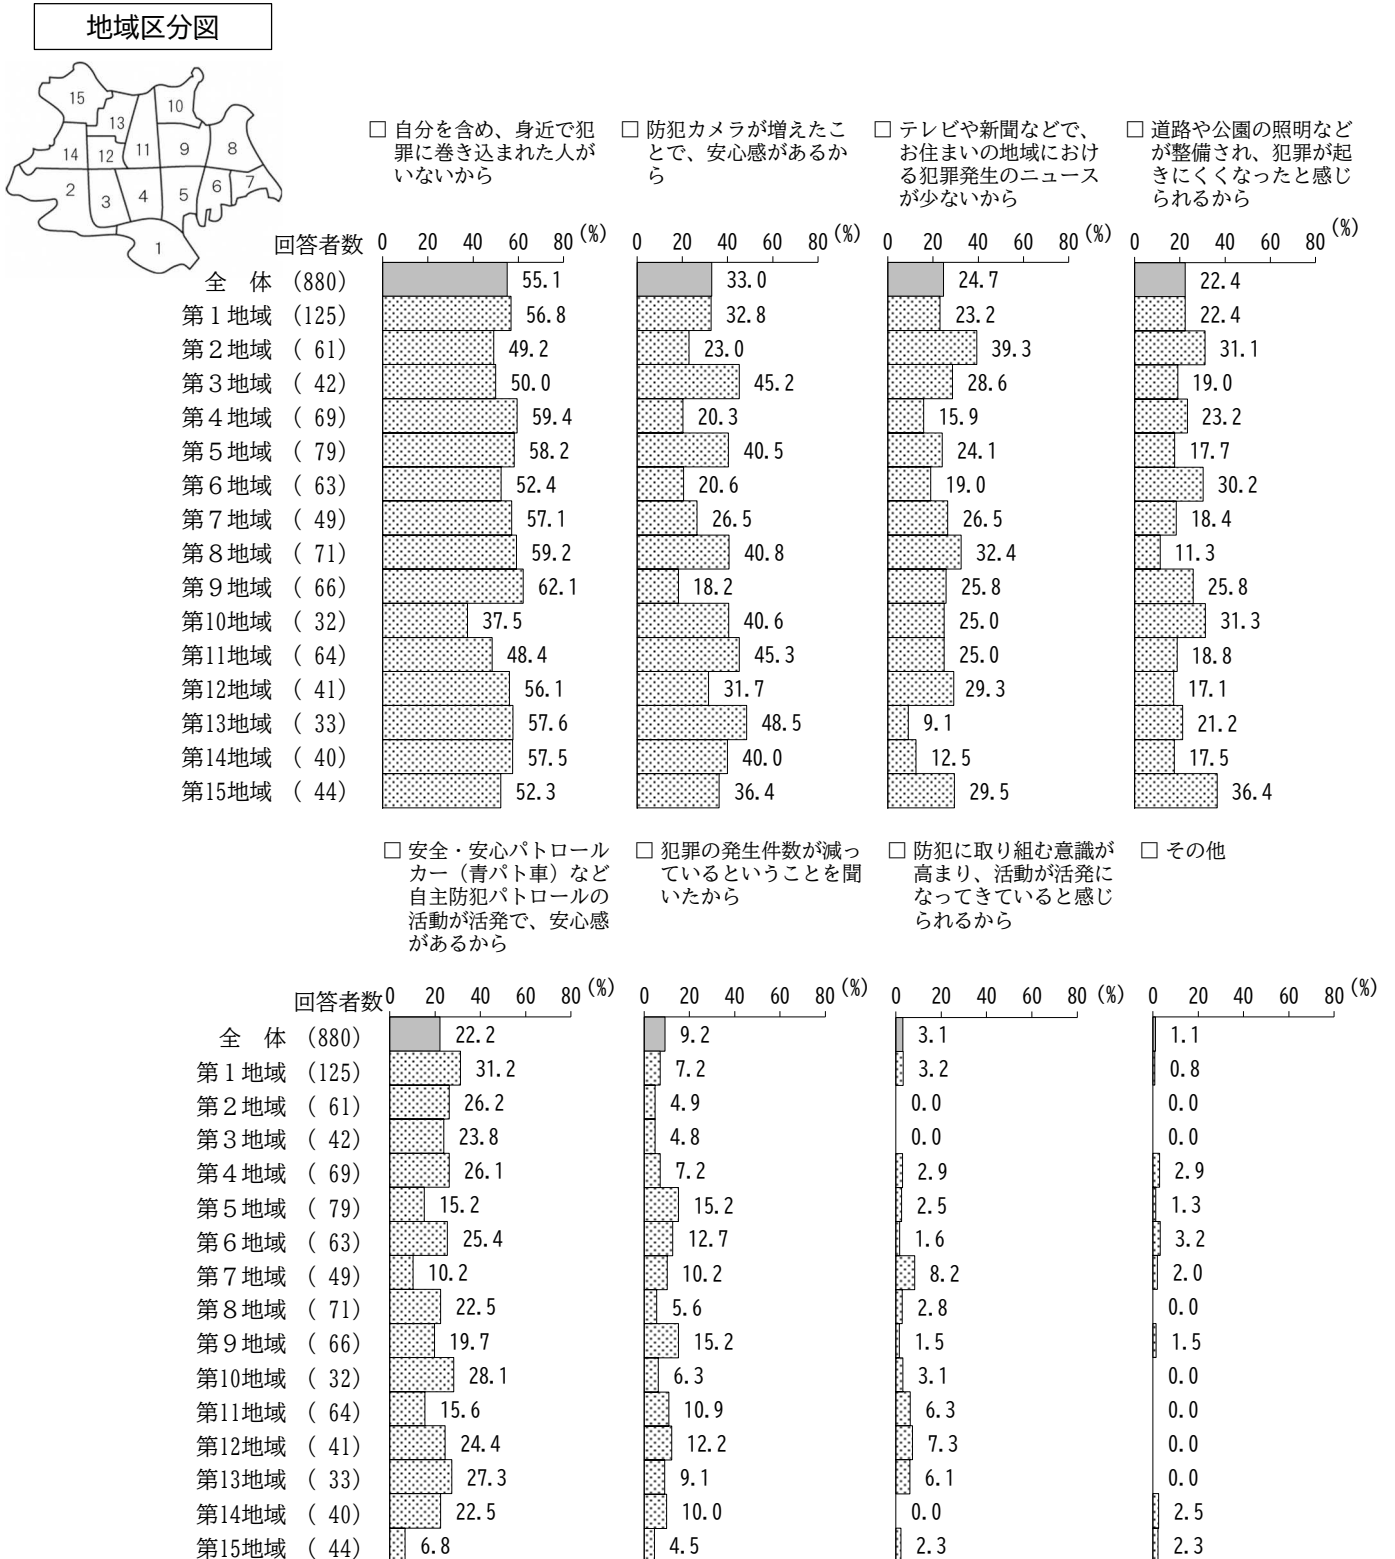 地域区分図
15
10
13
14
12
11
9
8
2
3
4
5
6
7
1
□ 自分を含め、身近で犯
罪に巻き込まれた人が
いないから
□ 防犯カメラが増えたこ
とで、安心感があるか
ら
□ テレビや新聞などで、
お住まいの地域におけ
る犯罪発生のニュース
が少ないから
□ 道路や公園の照明など
が整備され、犯罪が起
きにくくなったと感じ
られるから
回答者数 0 20 40 60 80 (%) 0 20 40 60 80 (%) 0 20 40 60 80 (%) 0 20 40 60 80 (%)
全　体 (880) 55.1 33.0 24.7 22.4
第１地域 (125) 56.8 32.8 23.2 22.4
第２地域 ( 61) 49.2 23.0 39.3 31.1
第３地域 ( 42) 50.0 45.2 28.6 19.0
第４地域 ( 69) 59.4 20.3 15.9 23.2
第５地域 ( 79) 58.2 40.5 24.1 17.7
第６地域 ( 63) 52.4 20.6 19.0 30.2
第７地域 ( 49) 57.1 26.5 26.5 18.4
第８地域 ( 71) 59.2 40.8 32.4 11.3
第９地域 ( 66) 62.1 18.2 25.8 25.8
第10地域 ( 32) 37.5 40.6 25.0 31.3
第11地域 ( 64) 48.4 45.3 25.0 18.8
第12地域 ( 41) 56.1 31.7 29.3 17.1
第13地域 ( 33) 57.6 48.5 9.1 21.2
第14地域 ( 40) 57.5 40.0 12.5 17.5
第15地域 ( 44) 52.3 36.4 29.5 36.4
□ 安全・安心パトロール
カー（青パト車）など
自主防犯パトロールの
活動が活発で、安心感
があるから
□ 犯罪の発生件数が減っ
ているということを聞
いたから
□ 防犯に取り組む意識が
高まり、活動が活発に
なってきていると感じ
られるから
□ その他
回答者数 0 20 40 60 80 (%) 0 20 40 60 80 (%) 0 20 40 60 80 (%) 0 20 40 60 80 (%)
全　体 (880) 22.2 9.2 3.1 1.1
第１地域 (125) 31.2 7.2 3.2 0.8
第２地域 ( 61) 26.2 4.9 0.0 0.0
第３地域 ( 42) 23.8 4.8 0.0 0.0
第４地域 ( 69) 26.1 7.2 2.9 2.9
第５地域 ( 79) 15.2 15.2 2.5 1.3
第６地域 ( 63) 25.4 12.7 1.6 3.2
第７地域 ( 49) 10.2 10.2 8.2 2.0
第８地域 ( 71) 22.5 5.6 2.8 0.0
第９地域 ( 66) 19.7 15.2 1.5 1.5
第10地域 ( 32) 28.1 6.3 3.1 0.0
第11地域 ( 64) 15.6 10.9 6.3 0.0
第12地域 ( 41) 24.4 12.2 7.3 0.0
第13地域 ( 33) 27.3 9.1 6.1 0.0
第14地域 ( 40) 22.5 10.0 0.0 2.5
第15地域 ( 44) 6.8 4.5 2.3 2.3